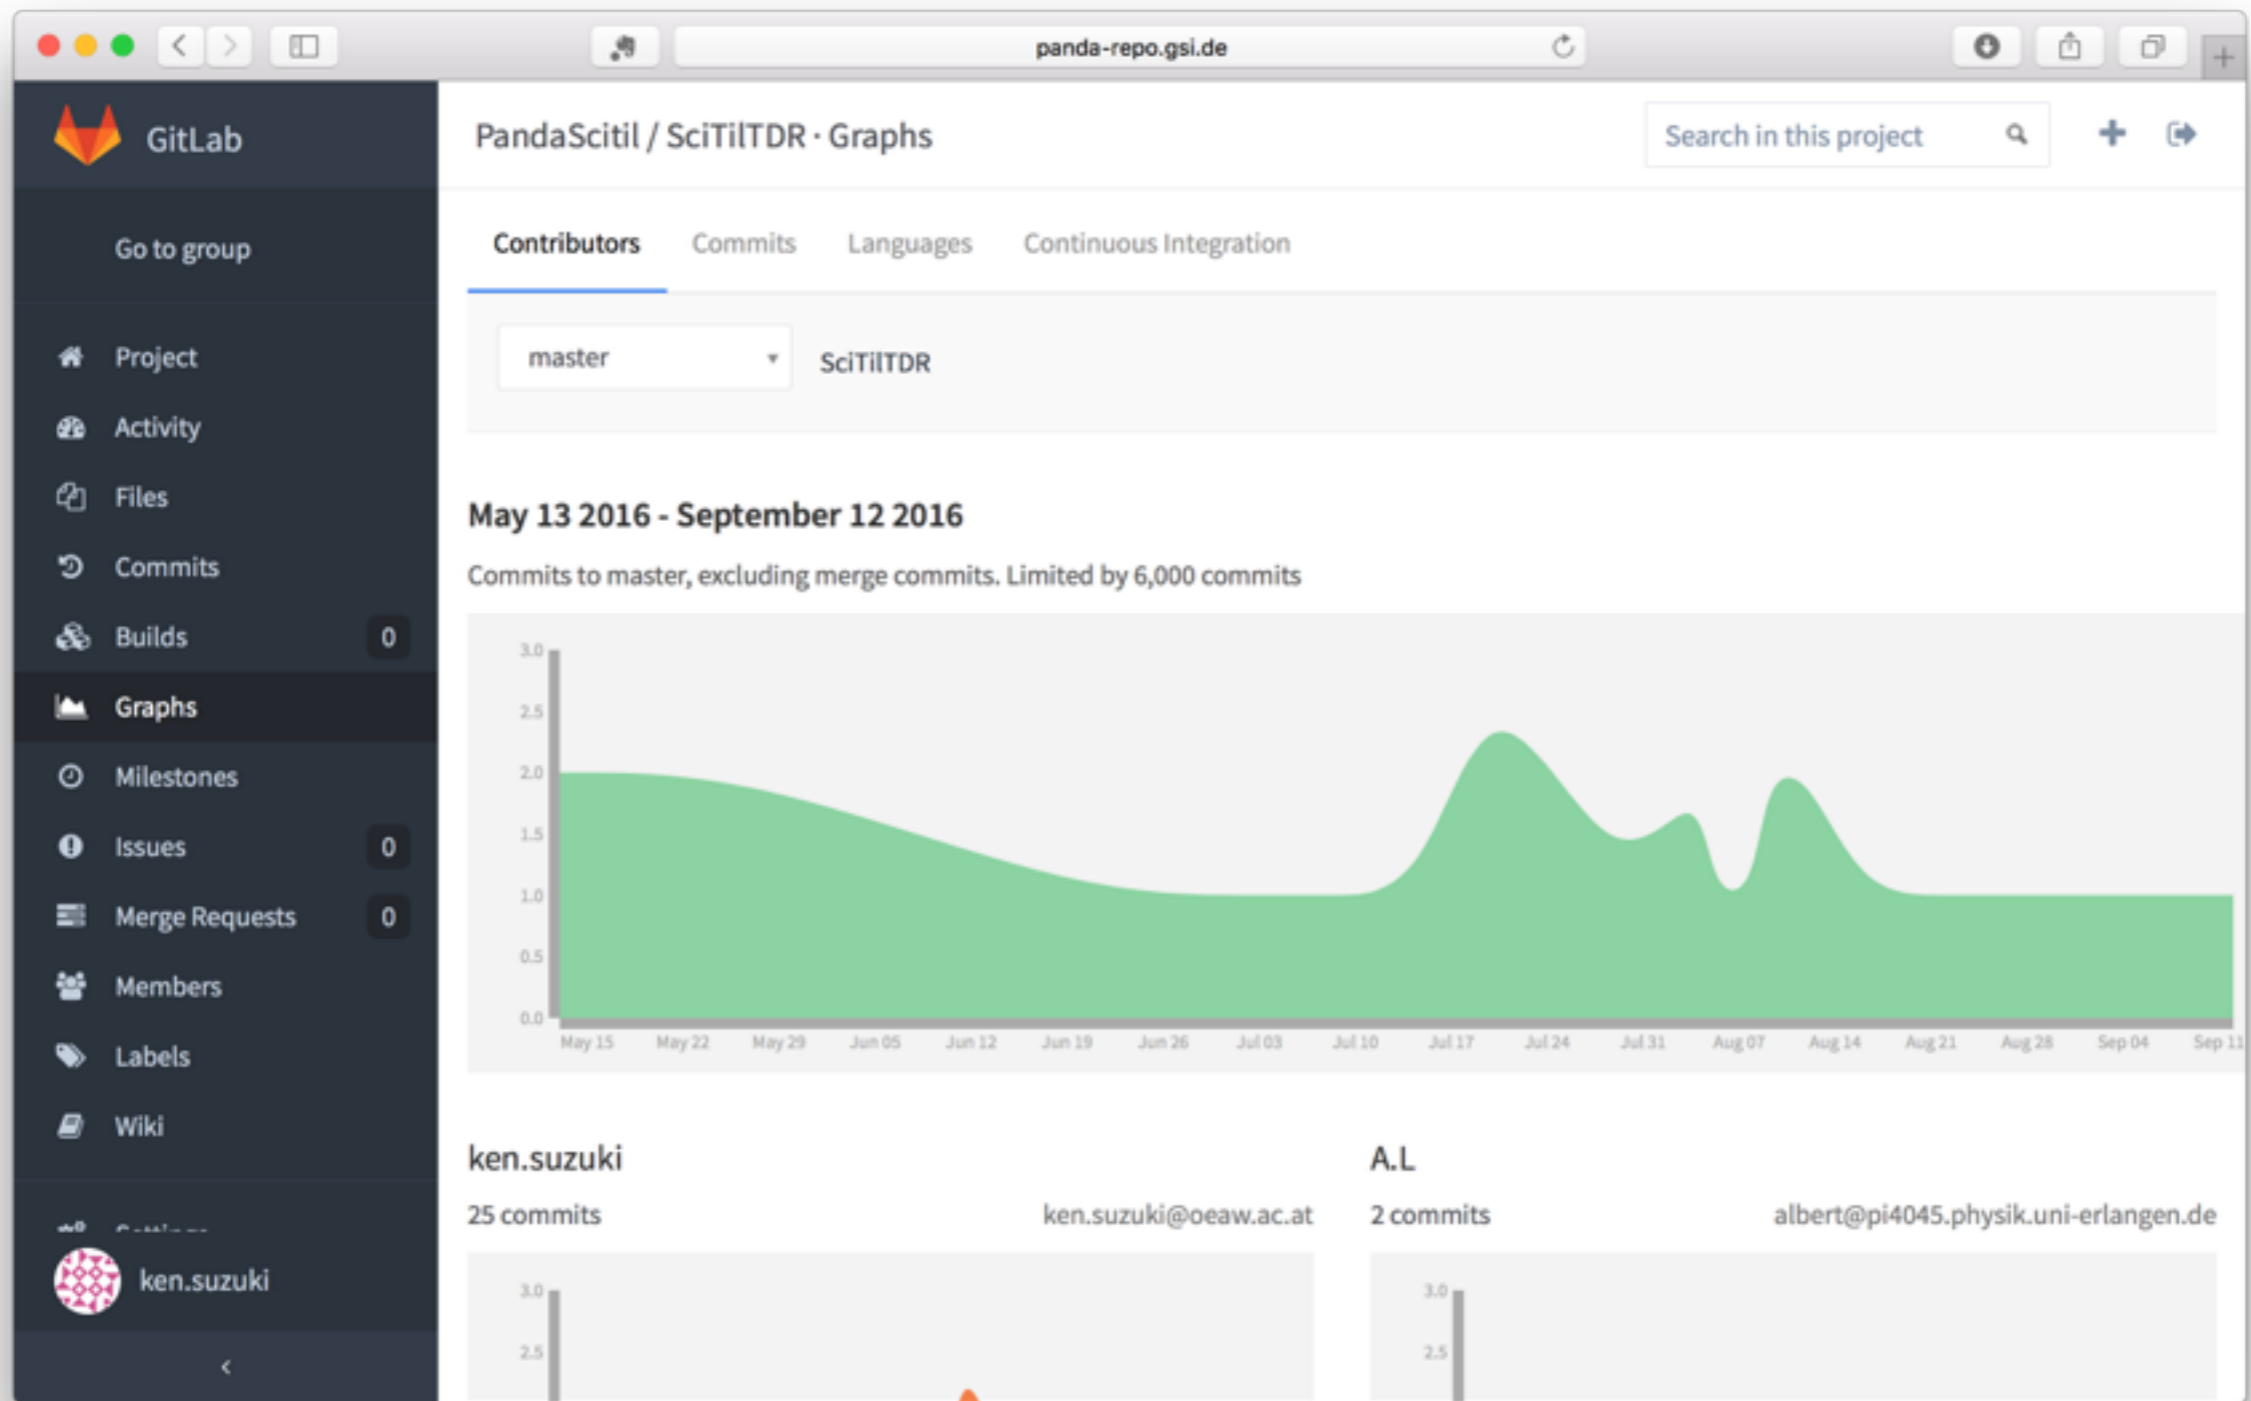 panda-repo.gsi.de
GitLab
PandaScitil / SciTilTDR · Graphs
Search in this project
Go to group
Contributors Commits Languages Continuous Integration
master SciTilTDR
Project
Activity
Files
Commits
Builds 0
Graphs
Milestones
Issues 0
Merge Requests 0
Members
Labels
Wiki
ken.suzuki
May 13 2016 - September 12 2016
Commits to master, excluding merge commits. Limited by 6,000 commits
3.0
2.5
2.0
1.5
1.0
0.5
0.0
May 15 May 22 May 29 Jun 05 Jun 12 Jun 19 Jun 26 Jul 03 Jul 10 Jul 17 Jul 24 Jul 31 Aug 07 Aug 14 Aug 21 Aug 28 Sep 04 Sep 11
ken.suzuki
25 commits ken.suzuki@oeaw.ac.at
3.0
2.5
A.L
2 commits albert@pi4045.physik.uni-erlangen.de
3.0
2.5